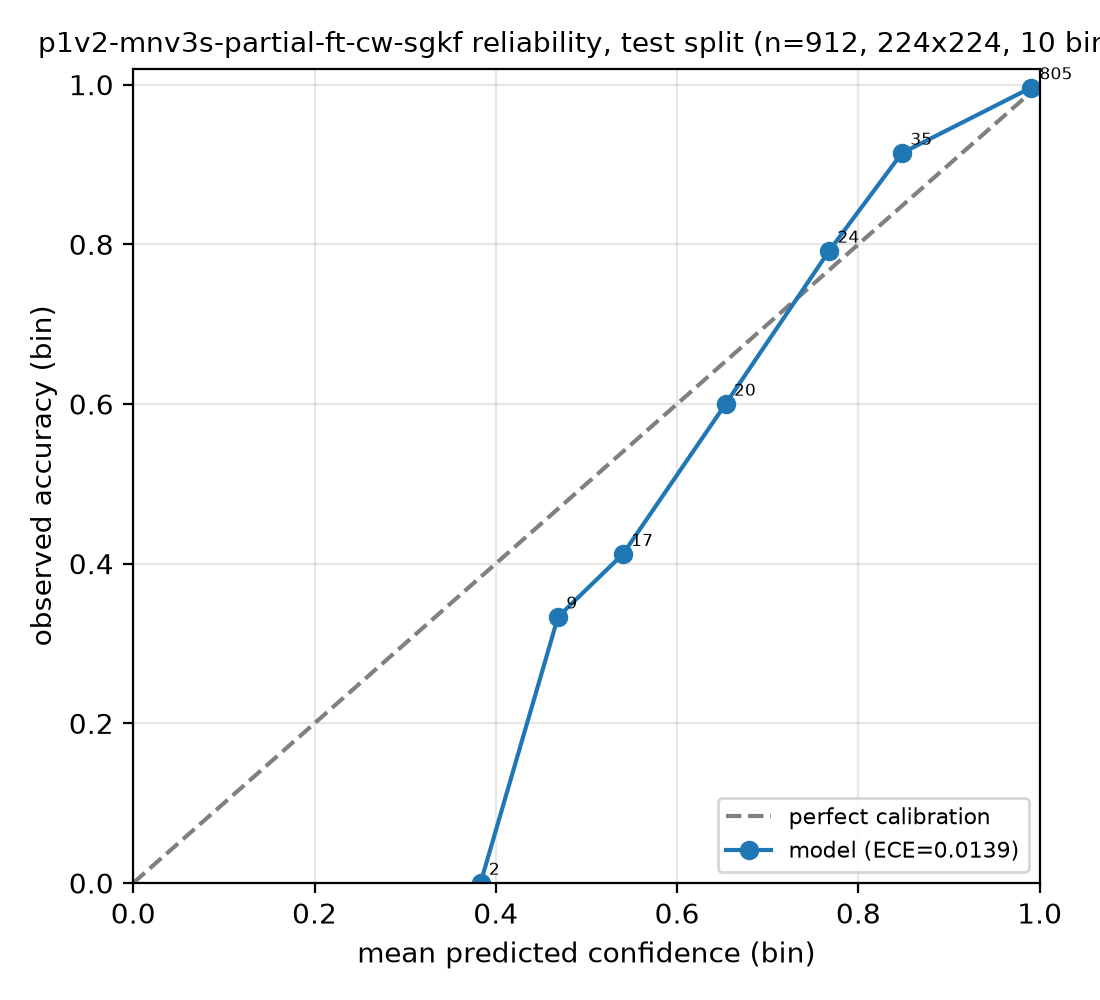 p1v2-mnv3s-partial-ft-cw-sgkf reliability, test split (n=912, 224x224, 10 bin
805
1.0
35
24
0.8
20
0.6
17
0.4
9
0.2
2
0.0
observed accuracy (bin)
perfect calibration
model (ECE=0.0139)
0.0 0.2 0.4 0.6 0.8 1.0
mean predicted confidence (bin)